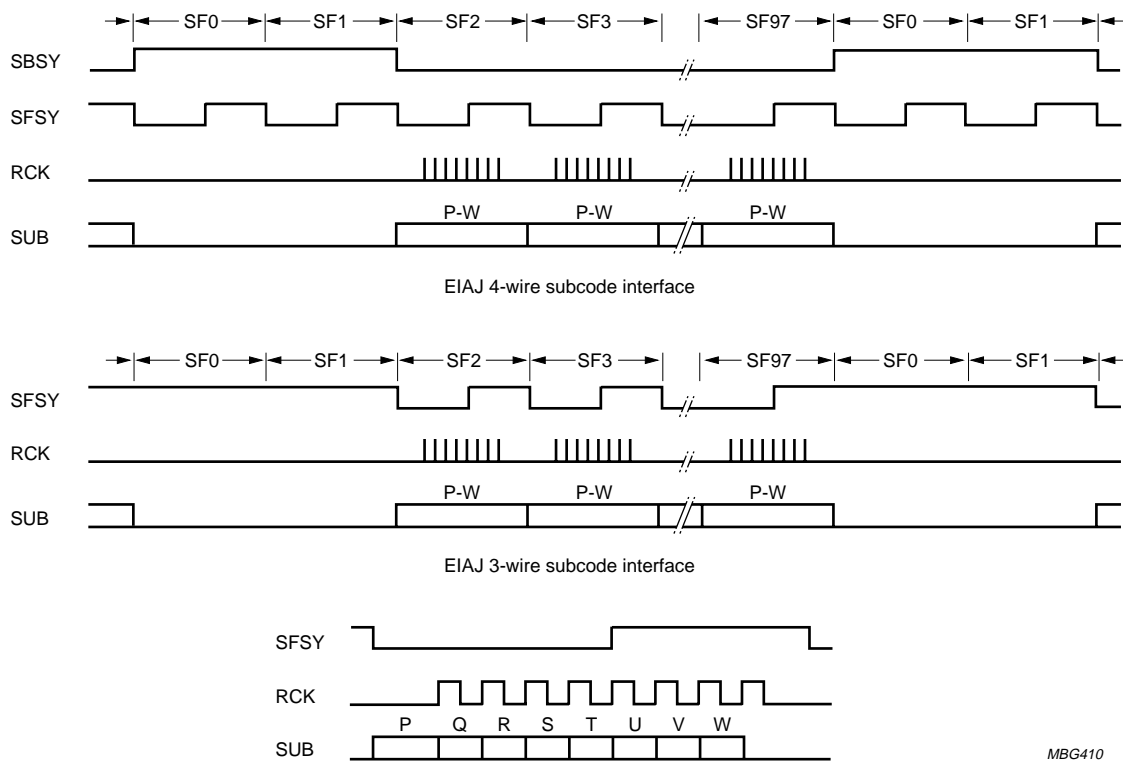 SF0 SF1 SF2 SF3 SF97 SF0 SF1
SBSY
SFSY
RCK
P-W P-W P-W
SUB
EIAJ 4-wire subcode interface
SF0 SF1 SF2 SF3 SF97 SF0 SF1
SFSY
RCK
P-W P-W P-W
SUB
EIAJ 3-wire subcode interface
SFSY
RCK
P Q R S T U V W
SUB
MBG410